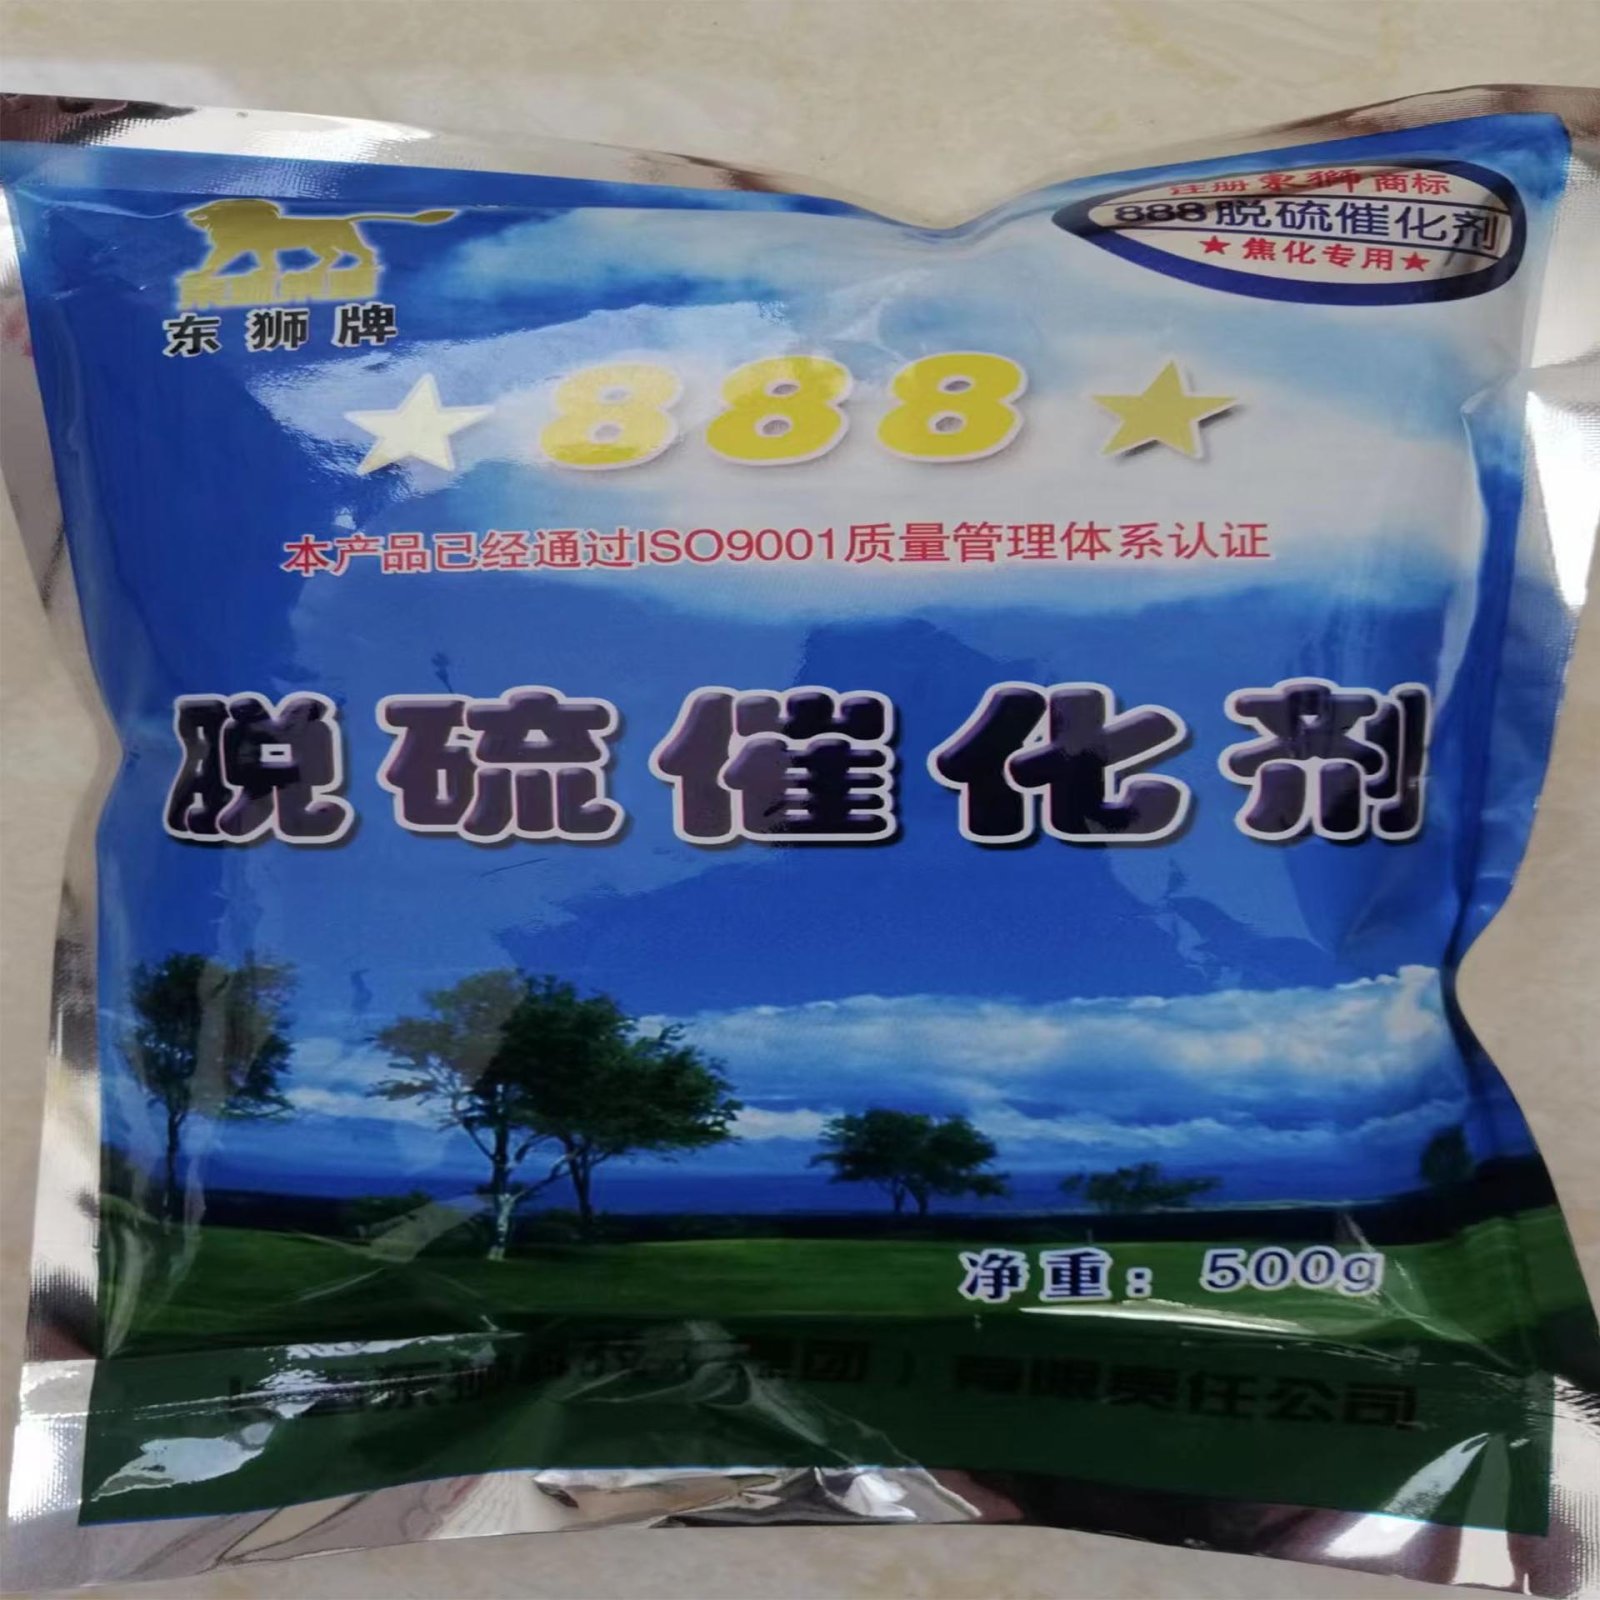 注册东狮商标
888脱硫催化剂
★焦化专用★
东狮牌
★888★
本产品已经通过ISO9001质量管理体系认证
脱硫催化剂
净重：500g
集团）有限责任公司